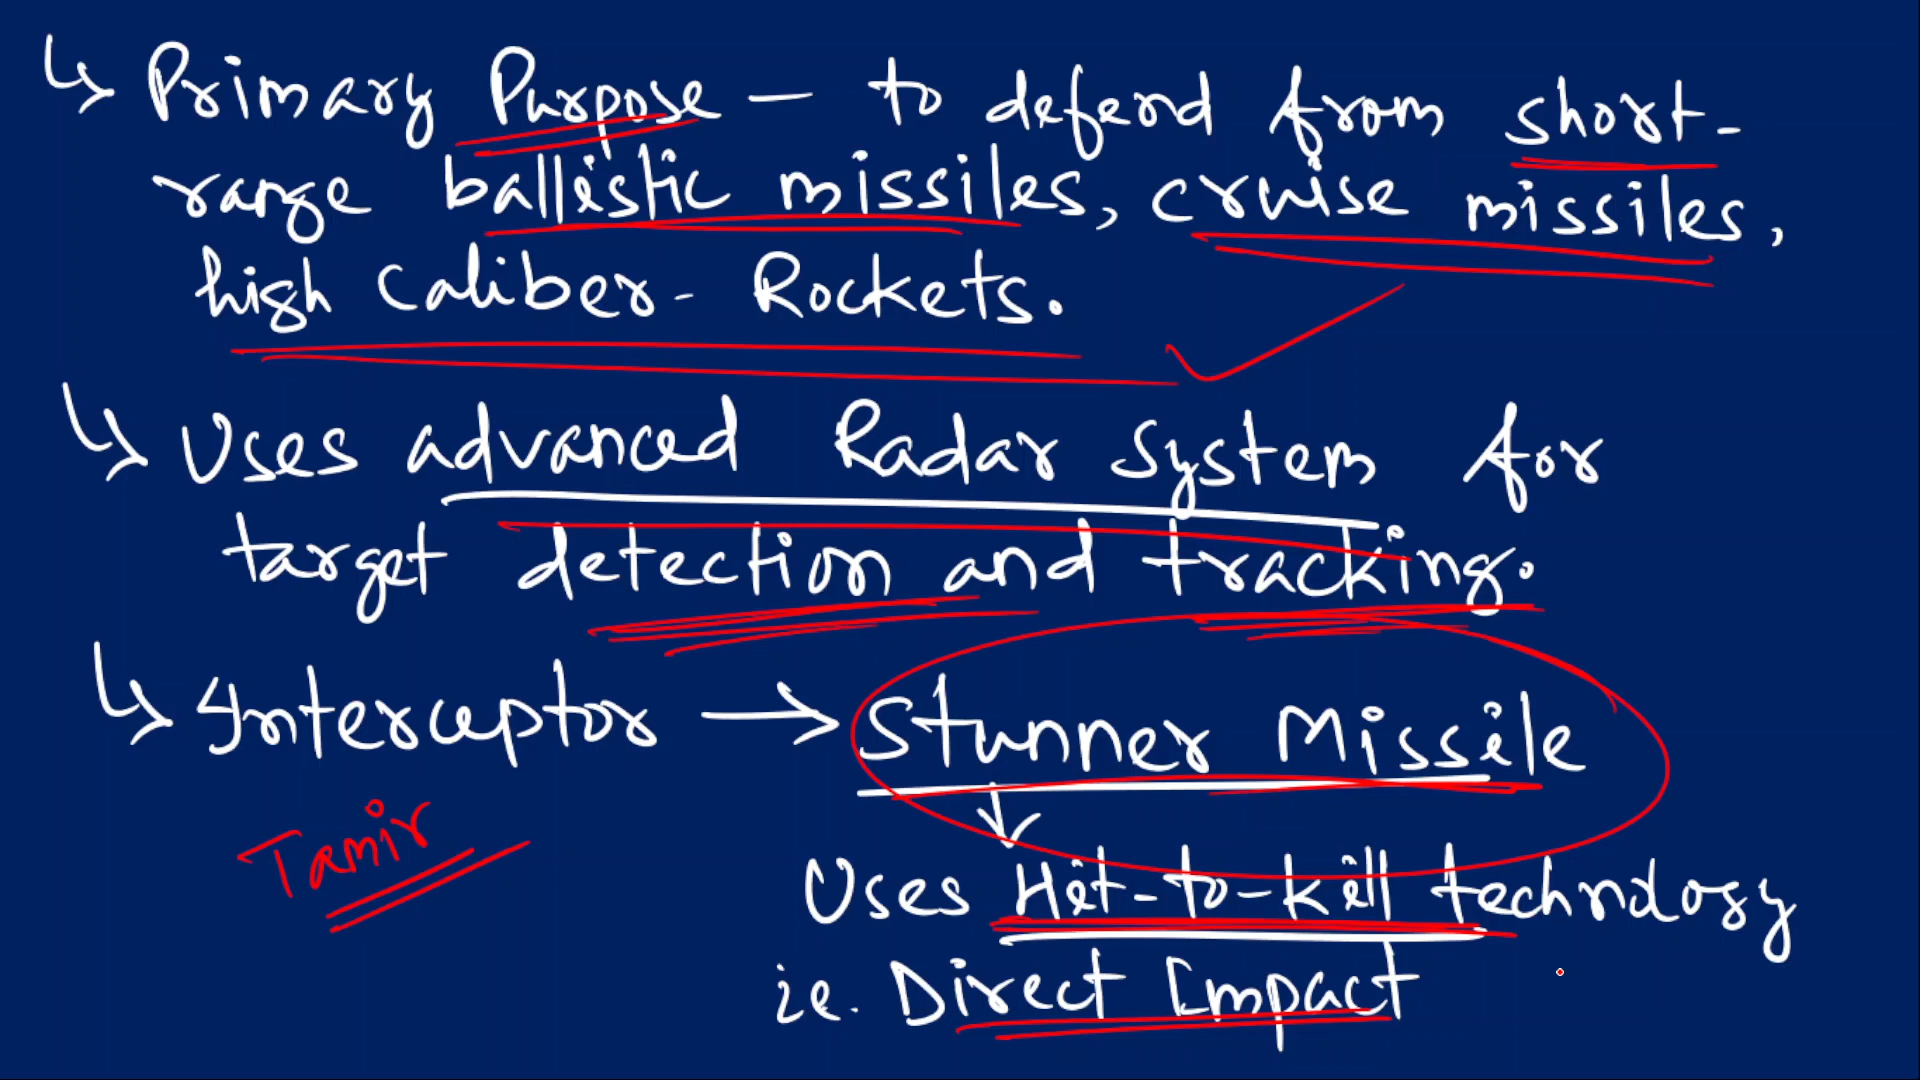 ↳ Primary Purpose — to defend from short-
range ballistic missiles, cruise missiles,
high caliber - Rockets.
↳ Uses advanced Radar System for
target detection and tracking.
↳ Interceptor → Stunner Missile
Tamir
↓
Uses Hit-to-kill technology
ie. Direct Impact